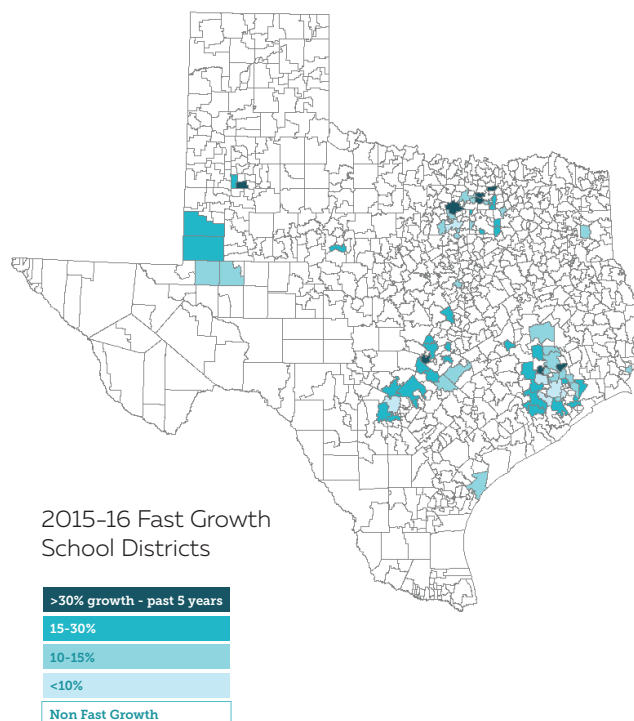 2015-16 Fast Growth
School Districts
>30% growth - past 5 years
15-30%
10-15%
<10%
Non Fast Growth